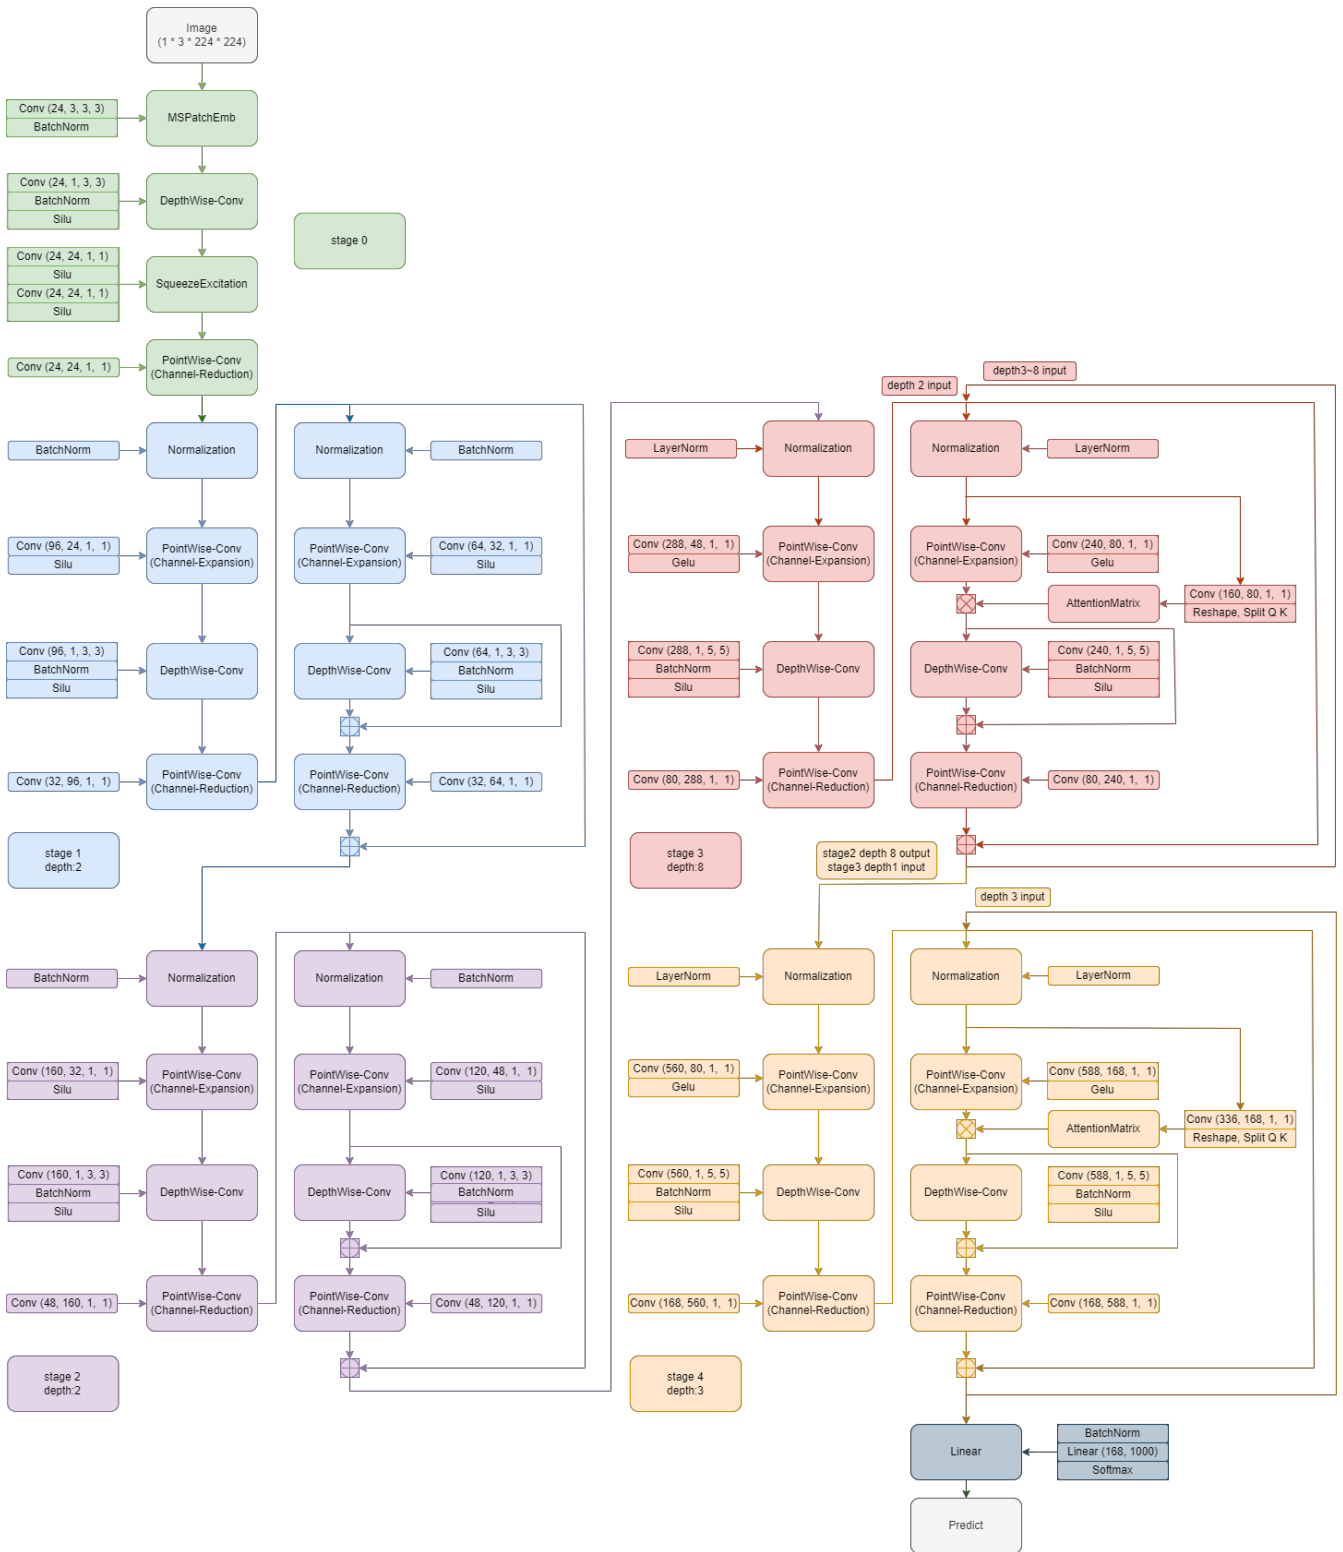 Image
(1 * 3 * 224 * 224)
Conv (24, 3, 3, 3)
BatchNorm
MSPatchEmb
Conv (24, 1, 3, 3)
BatchNorm
Silu
DepthWise-Conv
stage 0
Conv (24, 24, 1, 1)
Silu
Conv (24, 24, 1, 1)
Silu
SqueezeExcitation
Conv (24, 24, 1, 1)
PointWise-Conv
(Channel-Reduction)
BatchNorm
Normalization
Normalization
BatchNorm
Conv (96, 24, 1, 1)
Silu
PointWise-Conv
(Channel-Expansion)
PointWise-Conv
(Channel-Expansion)
Conv (64, 32, 1, 1)
Silu
Conv (96, 1, 3, 3)
BatchNorm
Silu
DepthWise-Conv
DepthWise-Conv
Conv (64, 1, 3, 3)
BatchNorm
Silu
Conv (32, 96, 1, 1)
PointWise-Conv
(Channel-Reduction)
PointWise-Conv
(Channel-Reduction)
Conv (32, 64, 1, 1)
stage 1
depth:2
BatchNorm
Normalization
Normalization
BatchNorm
Conv (160, 32, 1, 1)
Silu
PointWise-Conv
(Channel-Expansion)
PointWise-Conv
(Channel-Expansion)
Conv (120, 48, 1, 1)
Silu
Conv (160, 1, 3, 3)
BatchNorm
Silu
DepthWise-Conv
DepthWise-Conv
Conv (120, 1, 3, 3)
BatchNorm
Silu
Conv (48, 160, 1, 1)
PointWise-Conv
(Channel-Reduction)
PointWise-Conv
(Channel-Reduction)
Conv (48, 120, 1, 1)
stage 2
depth:2
depth3~8 input
depth 2 input
LayerNorm
Normalization
Normalization
LayerNorm
Conv (288, 48, 1, 1)
Gelu
PointWise-Conv
(Channel-Expansion)
PointWise-Conv
(Channel-Expansion)
Conv (240, 80, 1, 1)
Gelu
AttentionMatrix
Conv (160, 80, 1, 1)
Reshape, Split Q K
Conv (288, 1, 5, 5)
BatchNorm
Silu
DepthWise-Conv
DepthWise-Conv
Conv (240, 1, 5, 5)
BatchNorm
Silu
Conv (80, 288, 1, 1)
PointWise-Conv
(Channel-Reduction)
PointWise-Conv
(Channel-Reduction)
Conv (80, 240, 1, 1)
stage 3
depth:8
stage2 depth 8 output
stage3 depth1 input
depth 3 input
LayerNorm
Normalization
Normalization
LayerNorm
Conv (560, 80, 1, 1)
Gelu
PointWise-Conv
(Channel-Expansion)
PointWise-Conv
(Channel-Expansion)
Conv (588, 168, 1, 1)
Gelu
AttentionMatrix
Conv (336, 168, 1, 1)
Reshape, Split Q K
Conv (560, 1, 5, 5)
BatchNorm
Silu
DepthWise-Conv
DepthWise-Conv
Conv (588, 1, 5, 5)
BatchNorm
Silu
Conv (168, 560, 1, 1)
PointWise-Conv
(Channel-Reduction)
PointWise-Conv
(Channel-Reduction)
Conv (168, 588, 1, 1)
stage 4
depth:3
Linear
BatchNorm
Linear (168, 1000)
Softmax
Predict